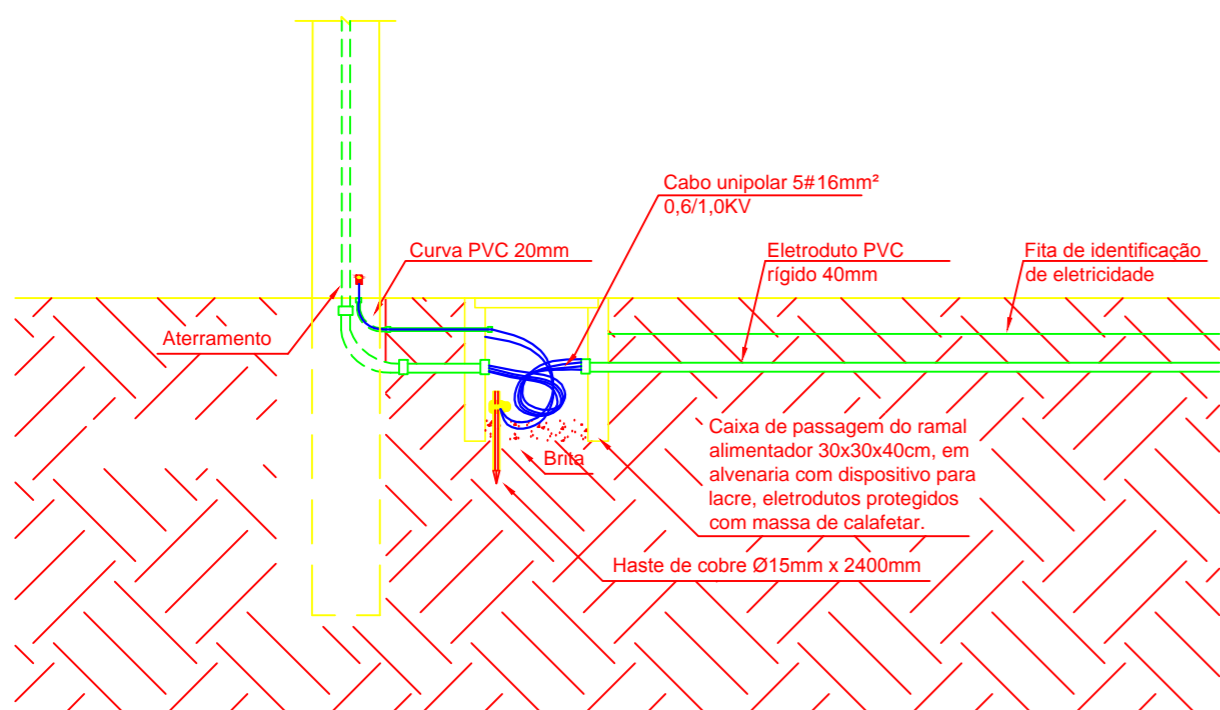 Cabo unipolar 5#16mm²
0,6/1,0KV
Curva PVC 20mm
Eletroduto PVC
rígido 40mm
Fita de identificação
de eletricidade
Aterramento
Brita
Caixa de passagem do ramal
alimentador 30x30x40cm, em
alvenaria com dispositivo para
lacre, eletrodutos protegidos
com massa de calafetar.
Haste de cobre Ø15mm x 2400mm